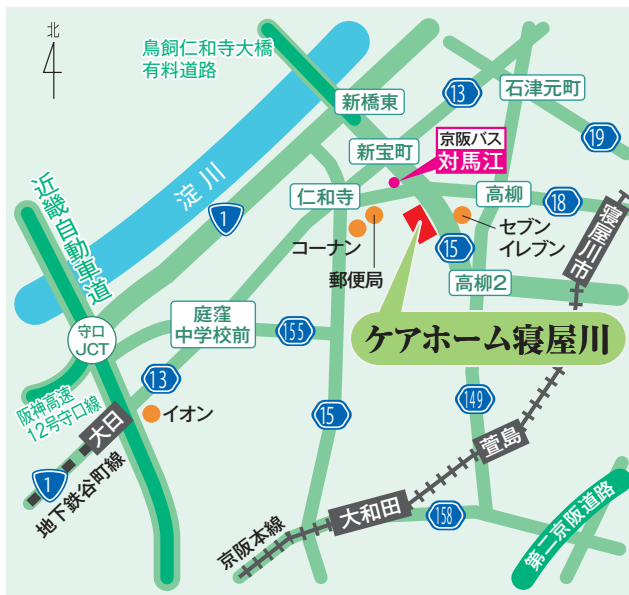 北
鳥飼仁和寺大橋
有料道路
新橋東
13
石津元町
19
京阪バス
対馬江
新宝町
淀川
近畿自動車道
1
仁和寺
高柳
18
寝屋川市
コーナン
郵便局
セブン
イレブン
15
高柳2
ケアホーム寝屋川
守口
JCT
庭窪
中学校前
155
13
イオン
阪神高速
12号守口線
大日
1
地下鉄谷町線
15
149
萱島
大和田
158
京阪本線
第二京阪道路